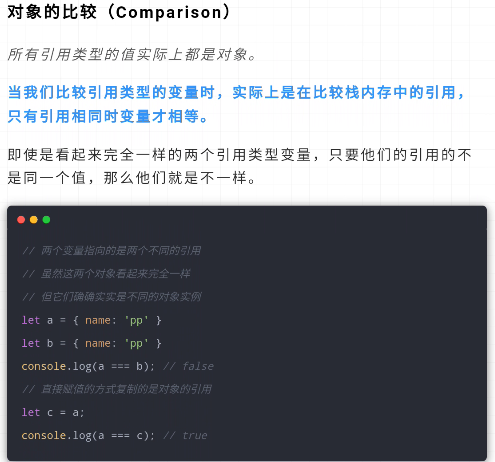 对象的比较（Comparison）
所有引用类型的值实际上都是对象。
当我们比较引用类型的变量时，实际上是在比较栈内存中的引用，
只有引用相同时变量才相等。
即使是看起来完全一样的两个引用类型变量，只要他们的引用的不
是同一个值，那么他们就是不一样。
// 两个变量指向的是两个不同的引用
// 虽然这两个对象看起来完全一样
// 但它们确确实实是不同的对象实例
let a = { name: 'pp' }
let b = { name: 'pp' }
console.log(a === b); // false
// 直接赋值的方式复制的是对象的引用
let c = a;
console.log(a === c); // true